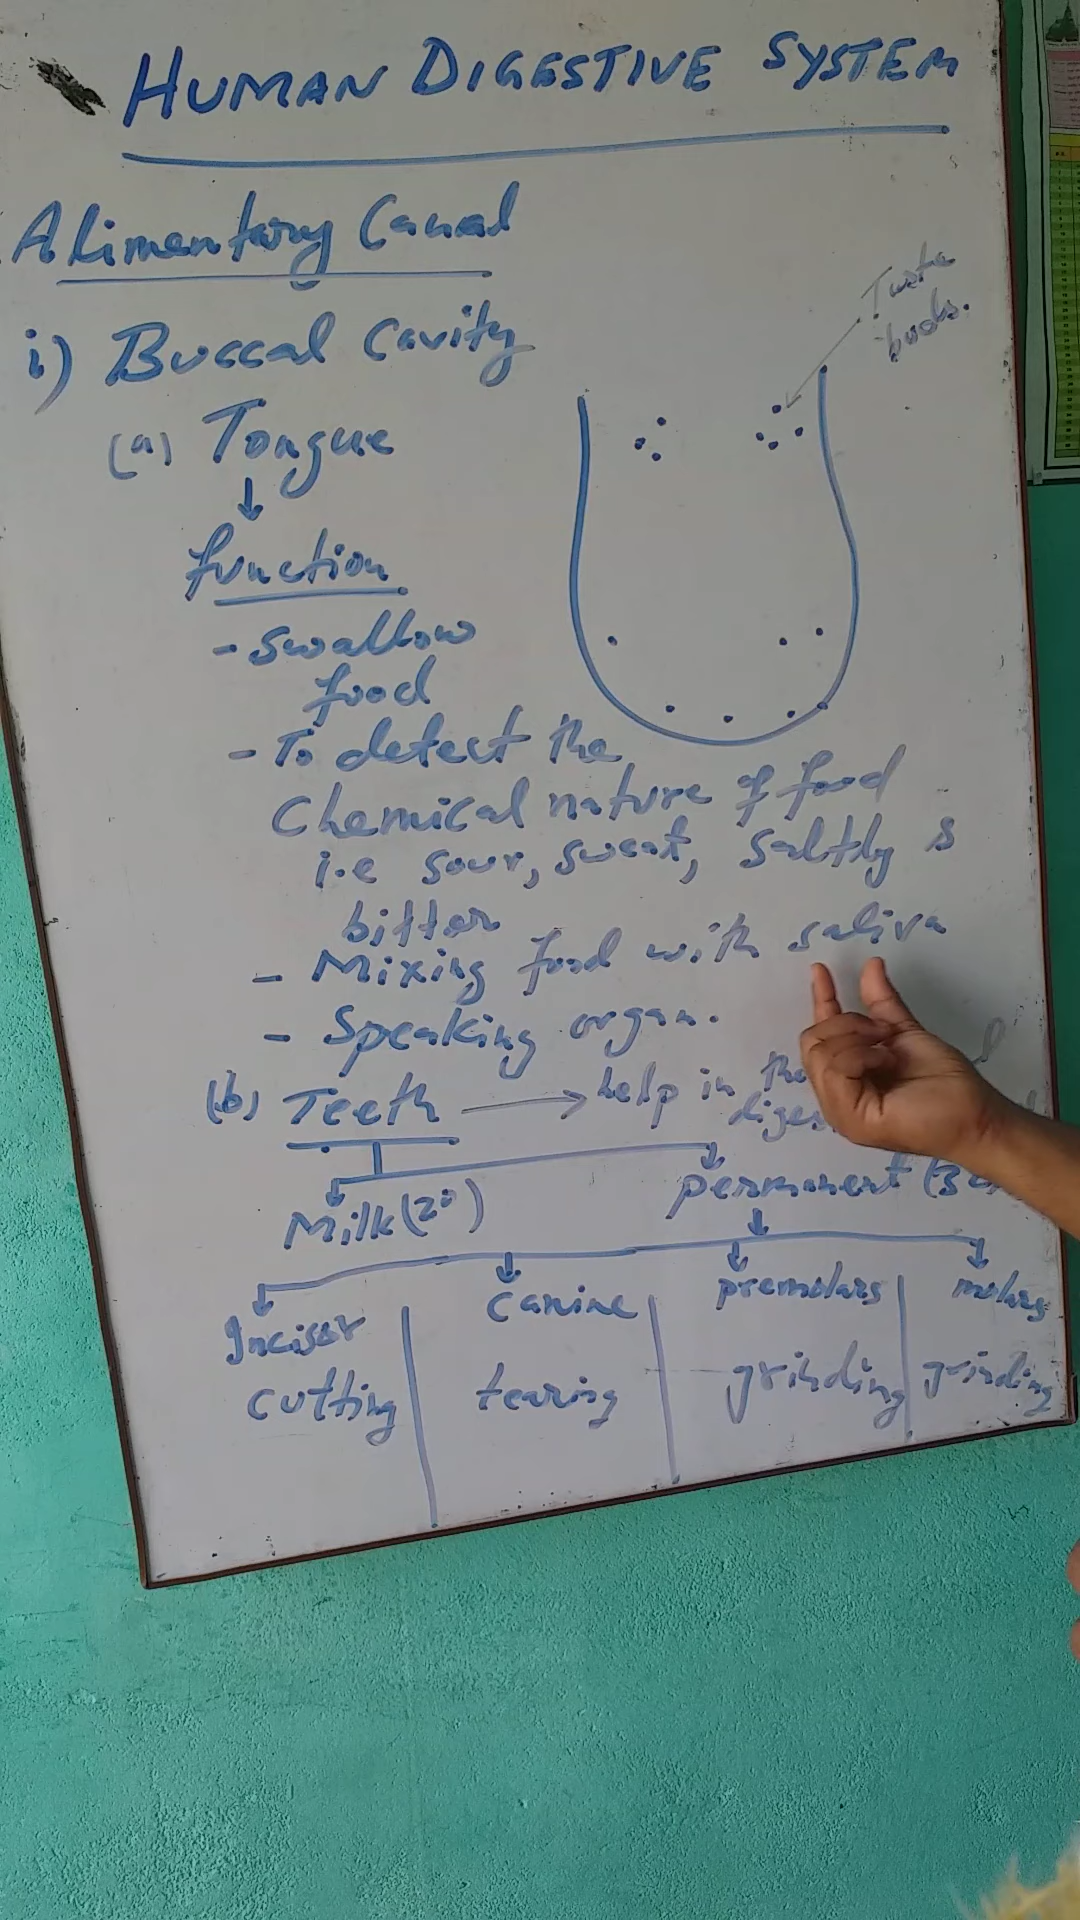 HUMAN DIGESTIVE SYSTEM
Alimentary Canal
Taste
buds.
i) Buccal Cavity
(a) Tongue
function
- Swallow
food
- To detect the
Chemical nature of food
i.e sour, sweat, saltly &
bitter
- Mixing food with saliva
- Speaking organ.
(b) Teeth → help in the
Milk (20)
permanent
Incisor canine premolars molars
cutting tearing grinding grinding